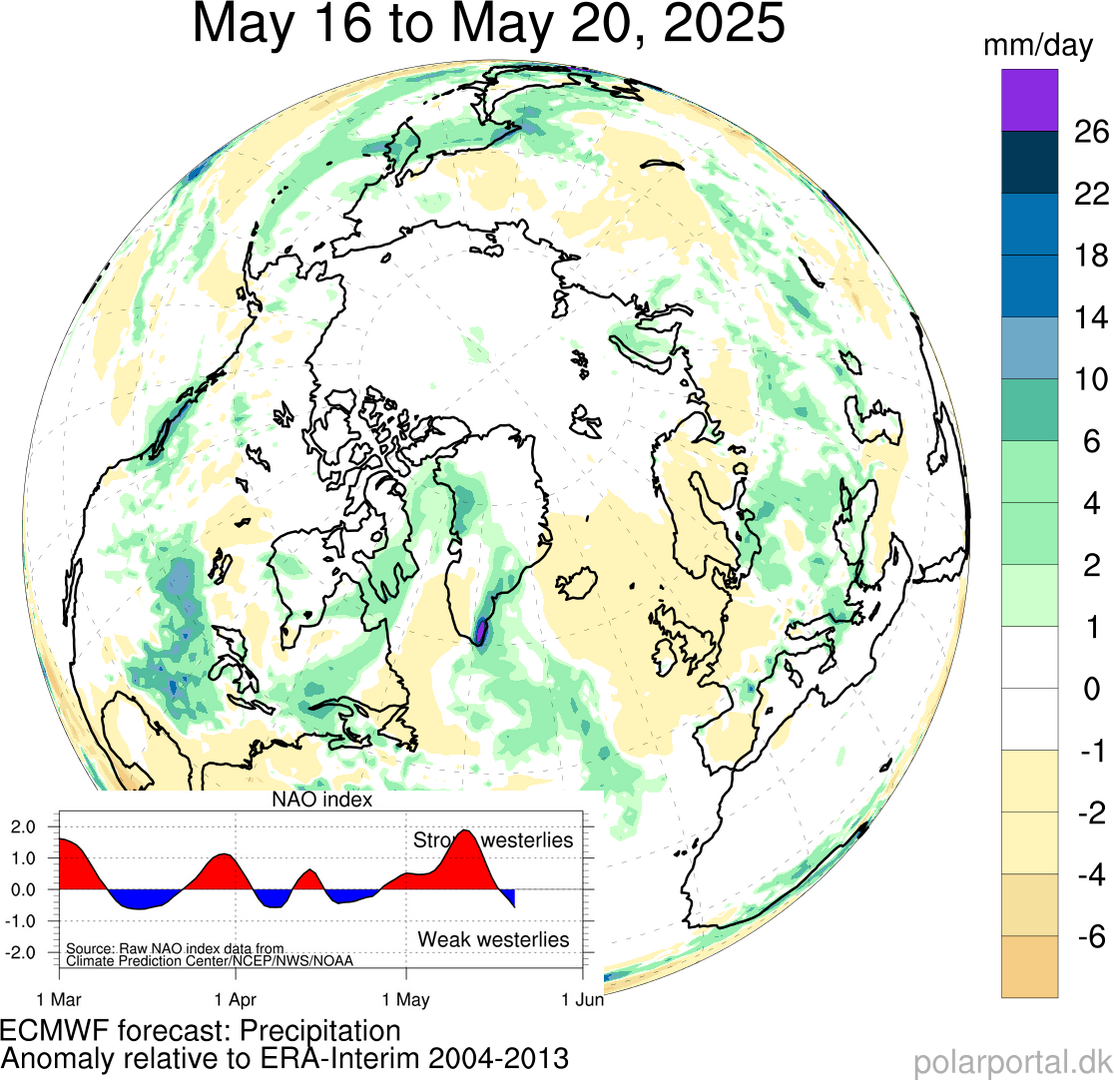 May 16 to May 20, 2025
mm/day
26
22
18
14
10
6
4
2
1
0
-1
-2
-4
-6
NAO index
2.0
1.0
0.0
-1.0
-2.0
Strong westerlies
Weak westerlies
Source: Raw NAO index data from
Climate Prediction Center/NCEP/NWS/NOAA
1 Mar 1 Apr 1 May 1 Jun
ECMWF forecast: Precipitation
Anomaly relative to ERA-Interim 2004-2013
polarportal.dk